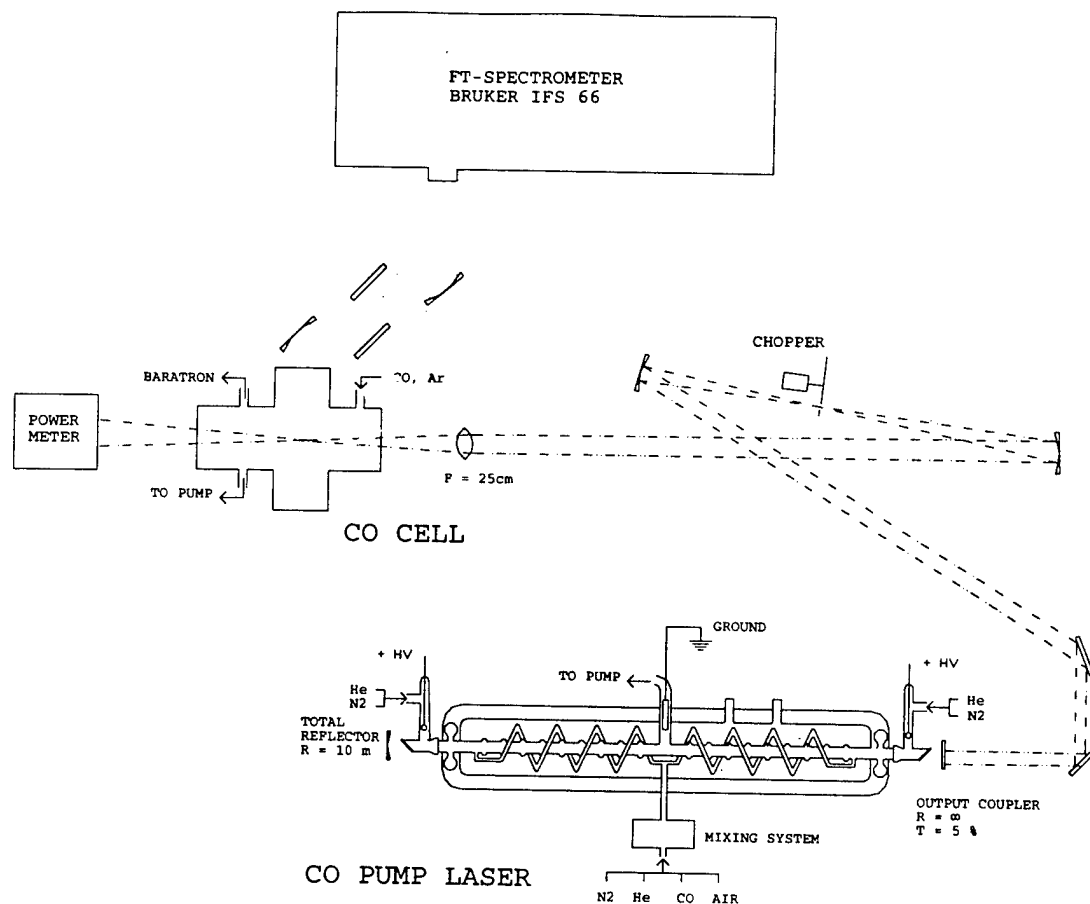 FT-SPECTROMETER
BRUKER IFS 66
CHOPPER
BARATRON
CO, Ar
POWER
METER
TO PUMP
F = 25cm
CO CELL
GROUND
+ HV
TO PUMP
+ HV
He
N2
He
N2
TOTAL
REFLECTOR
R = 10 m
OUTPUT COUPLER
R = ∞
T = 5 %
MIXING SYSTEM
CO PUMP LASER
N2 He CO AIR